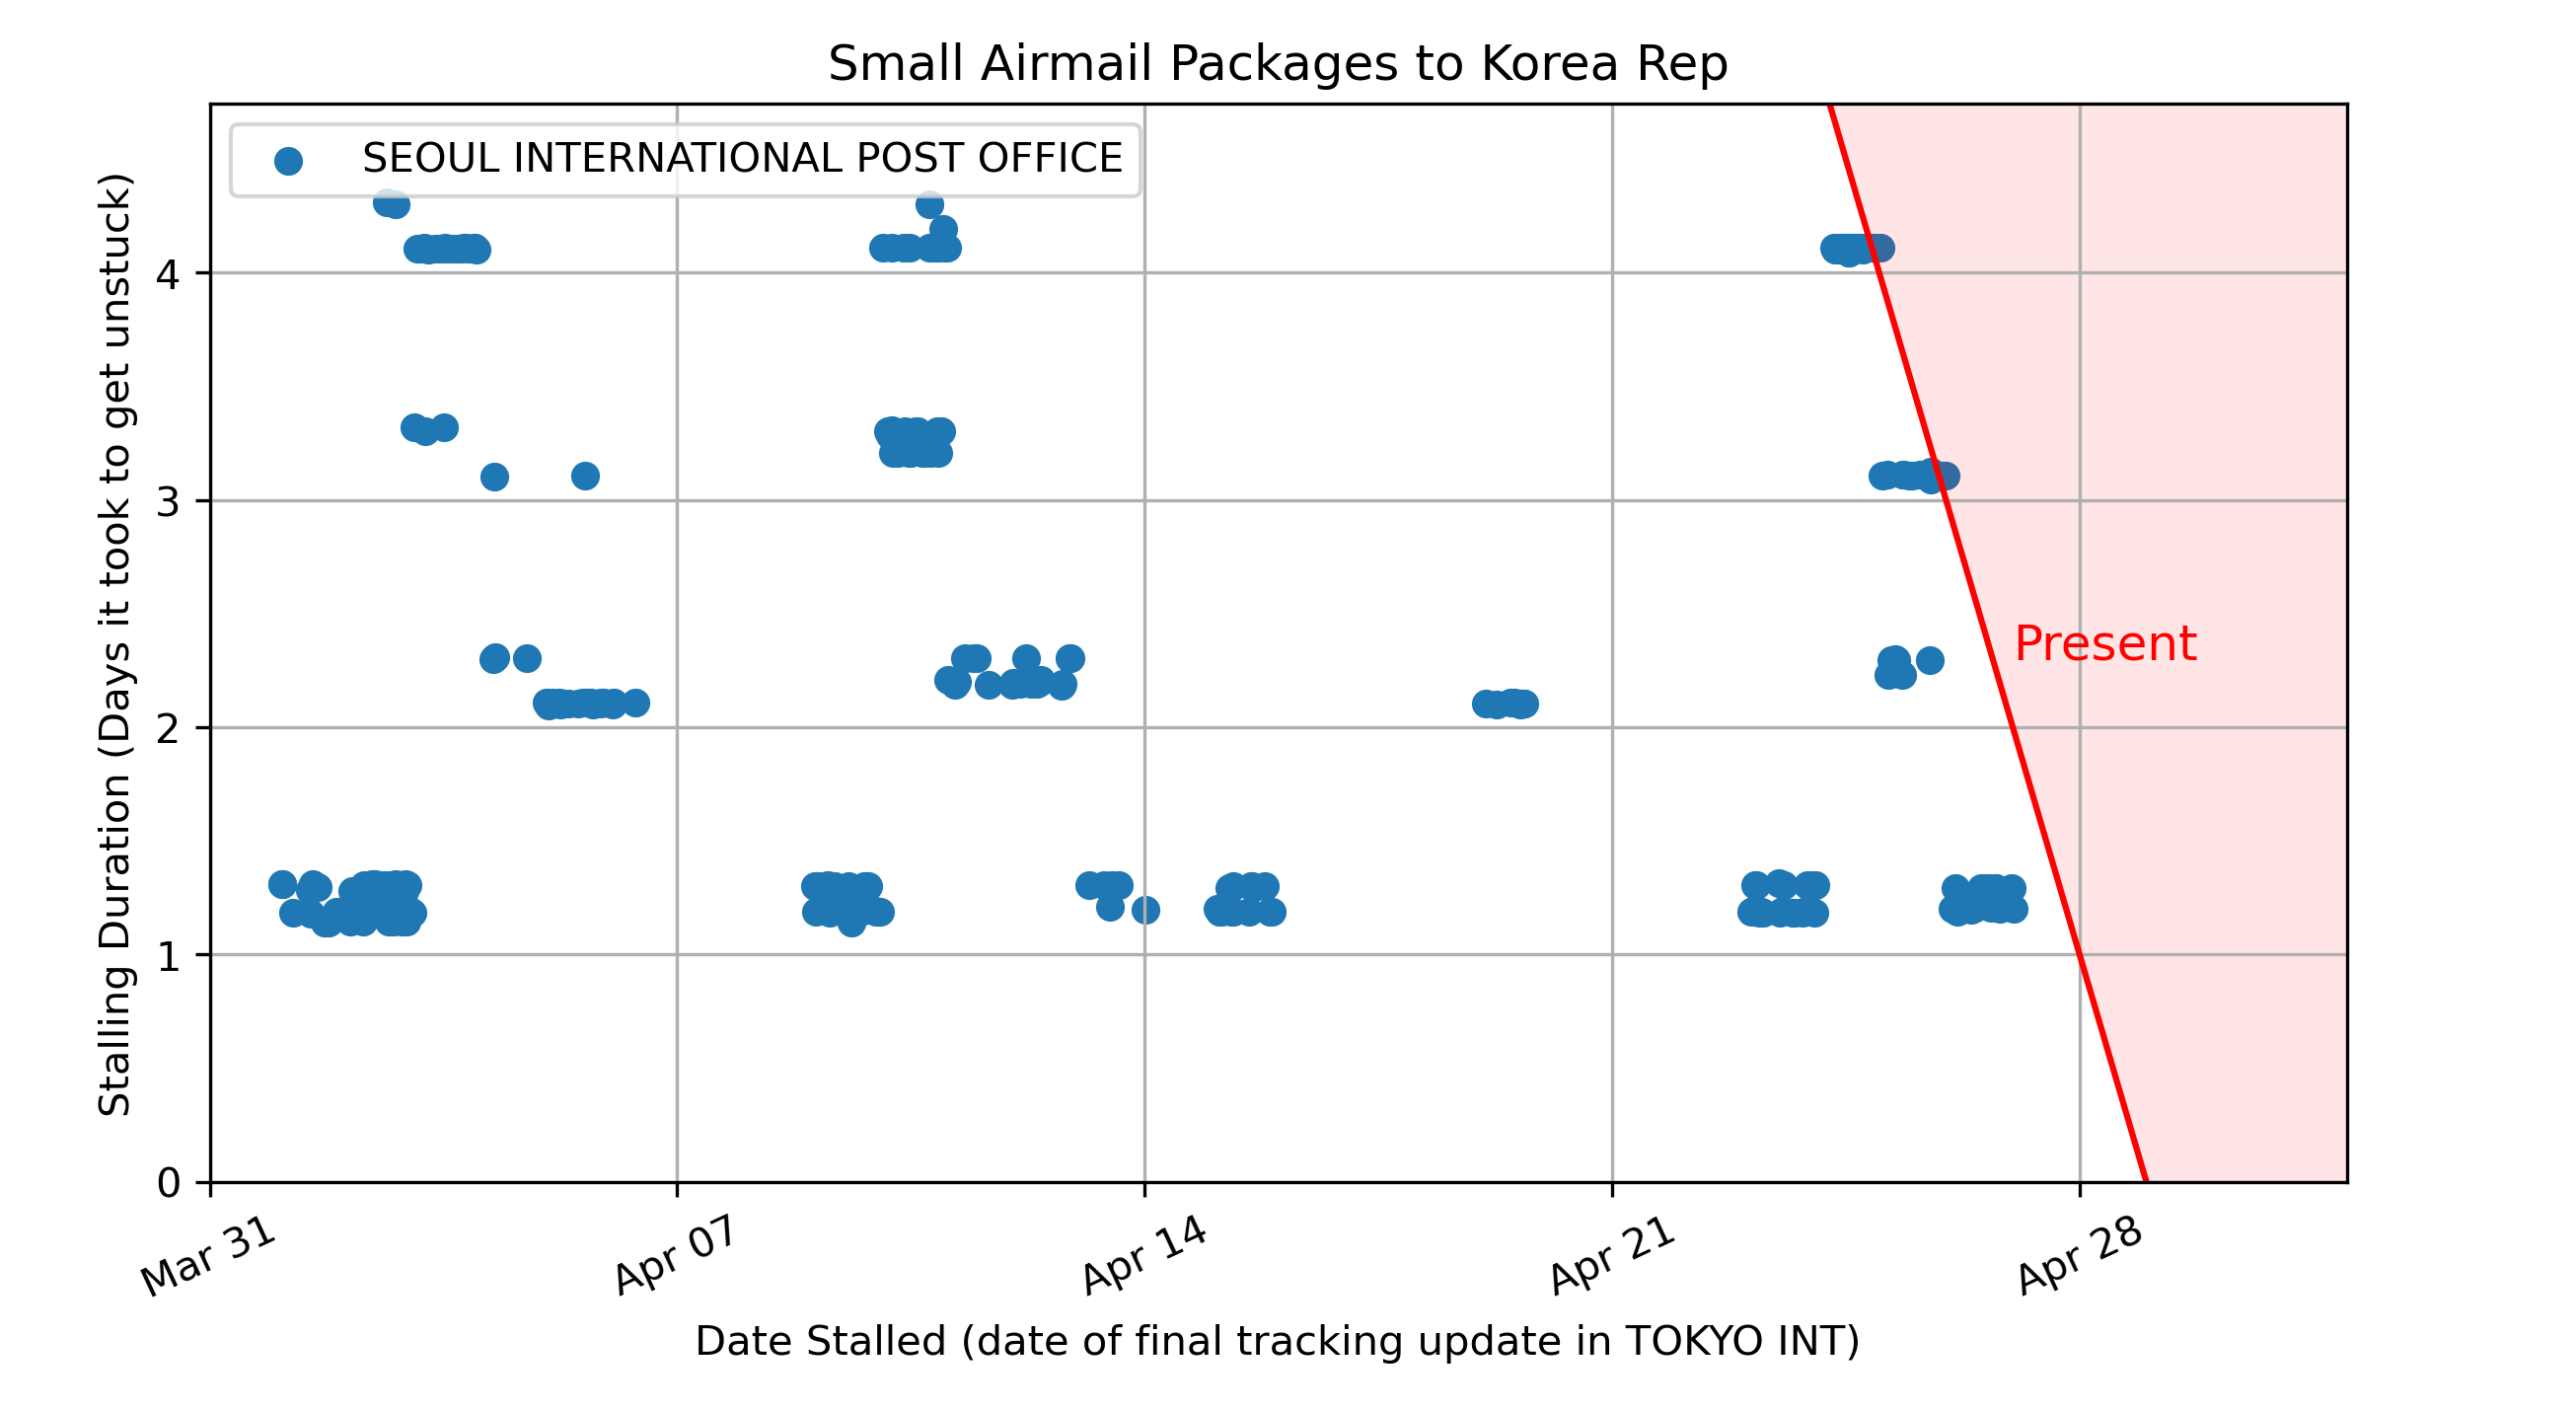 Small Airmail Packages to Korea Rep
SEOUL INTERNATIONAL POST OFFICE
Stalling Duration (Days it took to get unstuck)
4
3
2
1
0
Present
Mar 31
Apr 07
Apr 14
Apr 21
Apr 28
Date Stalled (date of final tracking update in TOKYO INT)